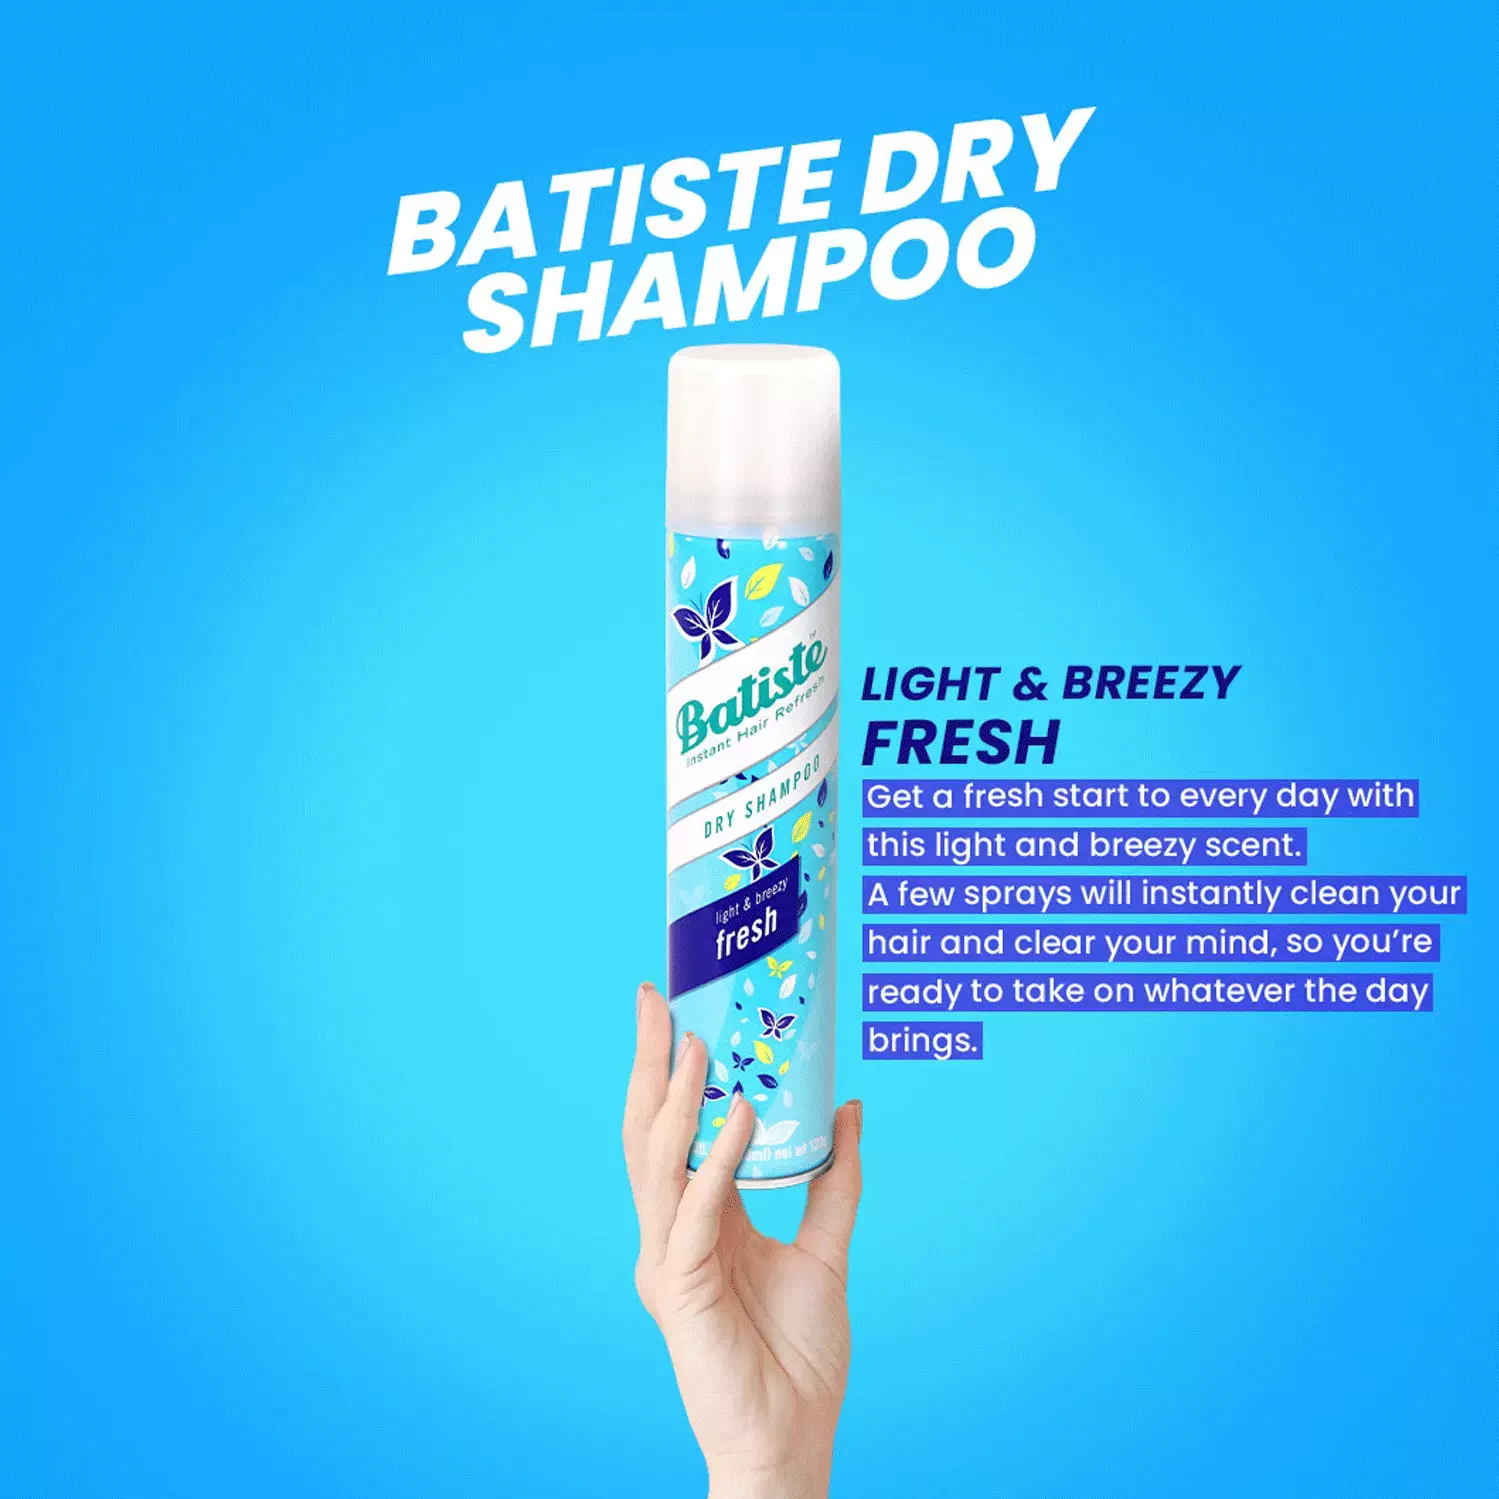 BATISTE DRY
SHAMPOO
Batiste™
Instant Hair Refresh
DRY SHAMPOO
light & breezy
fresh
LIGHT & BREEZY
FRESH
Get a fresh start to every day with
this light and breezy scent.
A few sprays will instantly clean your
hair and clear your mind, so you're
ready to take on whatever the day
brings.